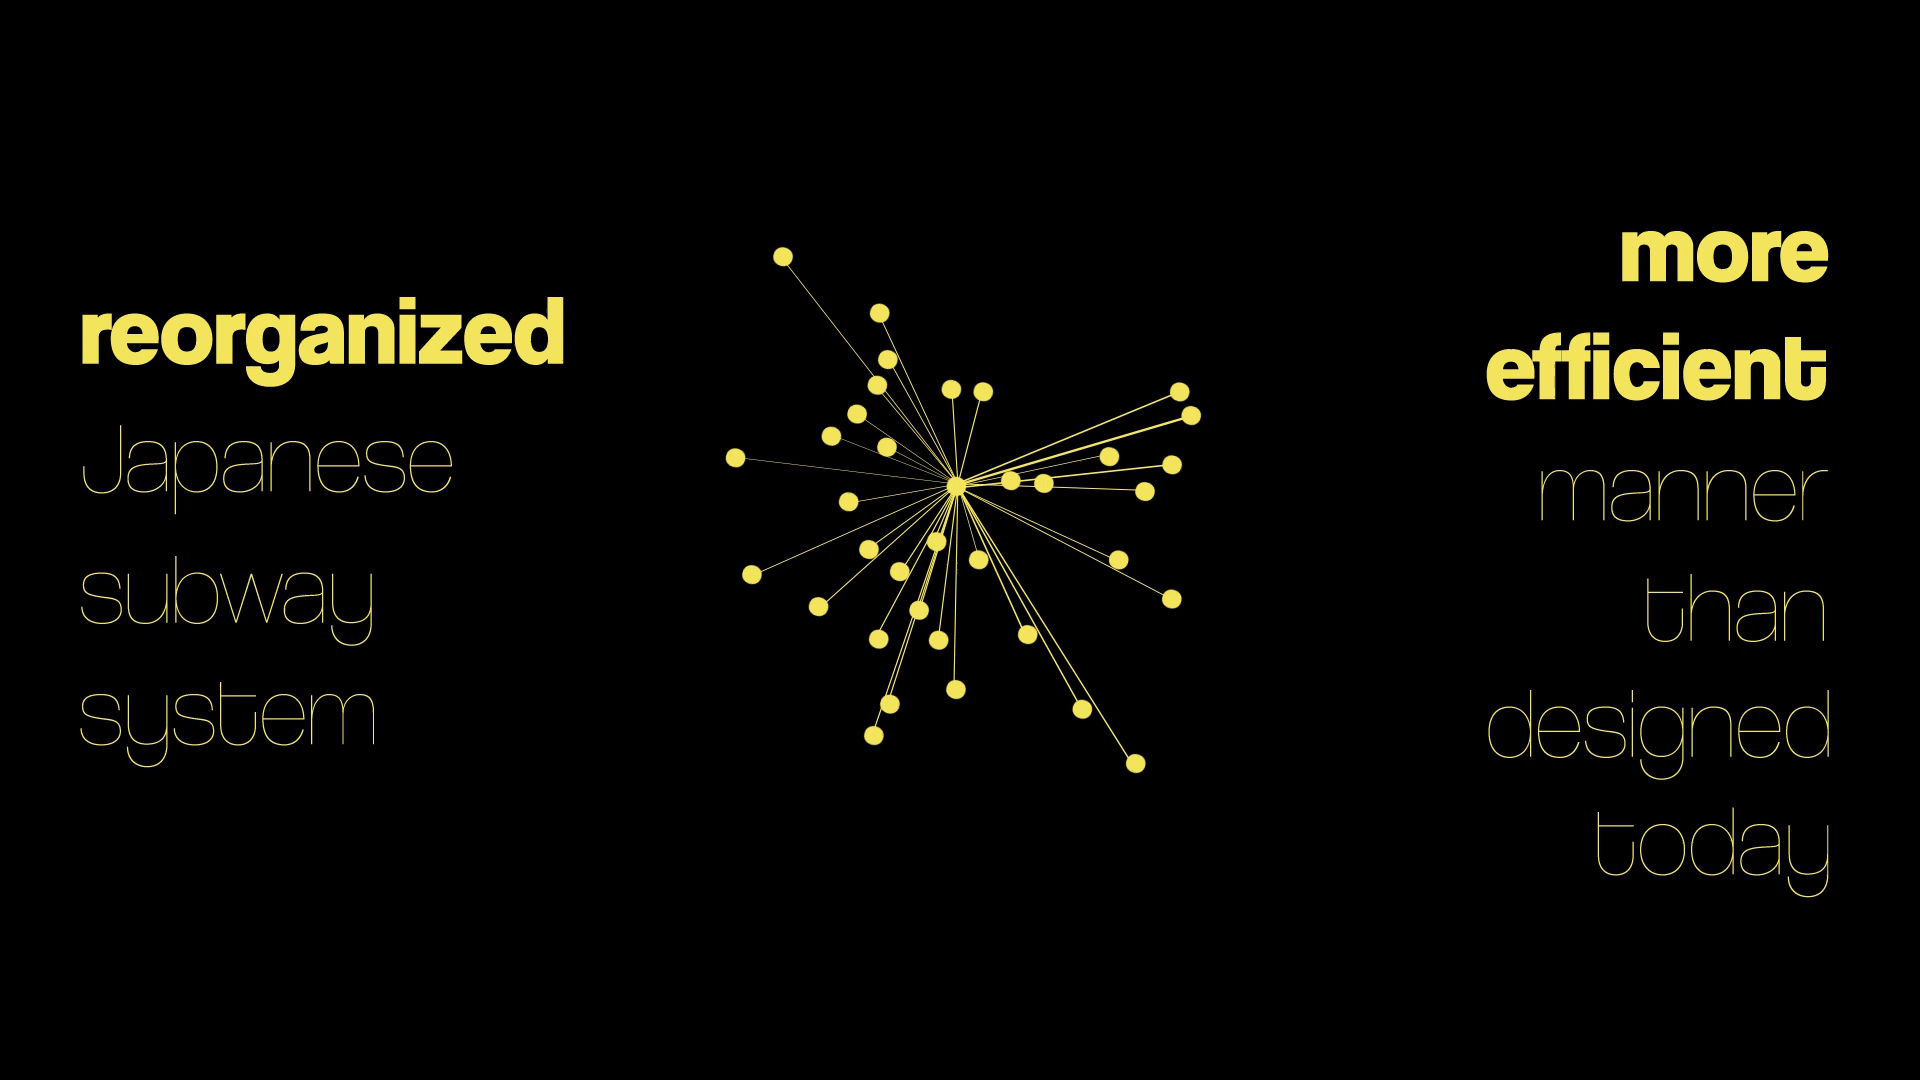 reorganized
Japanese
subway
system
more
efficient
manner
than
designed
today